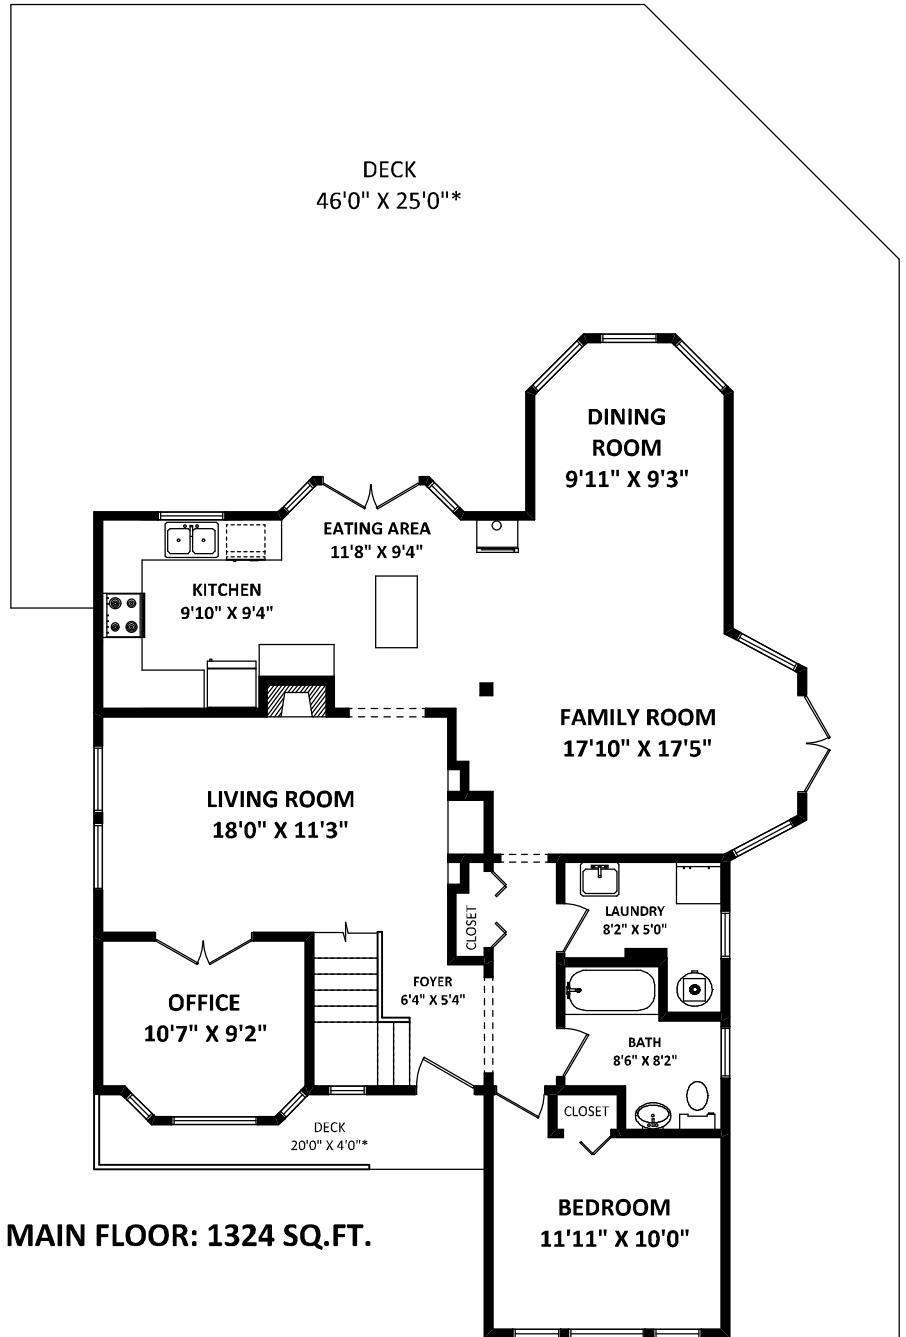 DECK
46'0" X 25'0"*
DINING
ROOM
9'11" X 9'3"
EATING AREA
11'8" X 9'4"
KITCHEN
9'10" X 9'4"
FAMILY ROOM
17'10" X 17'5"
LIVING ROOM
18'0" X 11'3"
CLOSET
LAUNDRY
8'2" X 5'0"
FOYER
6'4" X 5'4"
OFFICE
10'7" X 9'2"
BATH
8'6" X 8'2"
CLOSET
DECK
20'0" X 4'0"*
BEDROOM
11'11" X 10'0"
MAIN FLOOR: 1324 SQ.FT.